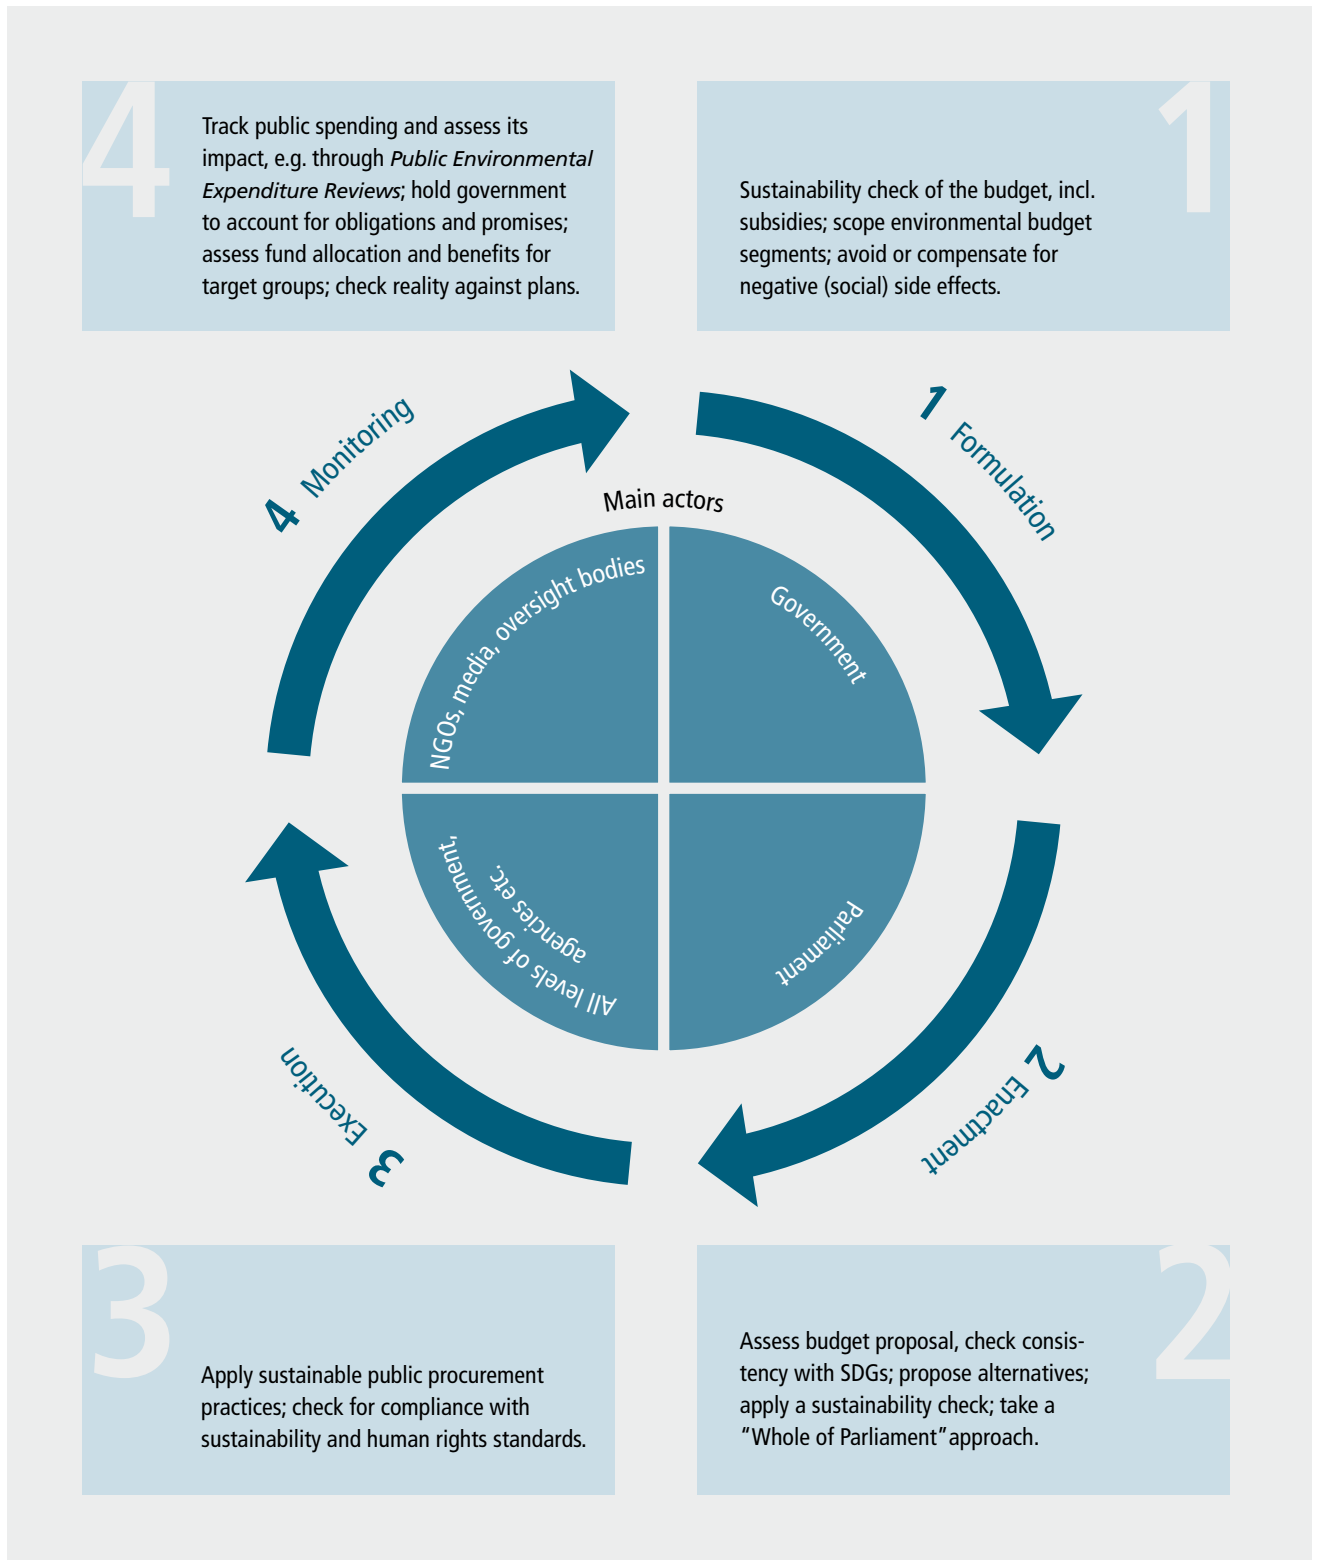 4
Track public spending and assess its
impact, e.g. through Public Environmental
Expenditure Reviews; hold government
to account for obligations and promises;
assess fund allocation and benefits for
target groups; check reality against plans.
1
Sustainability check of the budget, incl.
subsidies; scope environmental budget
segments; avoid or compensate for
negative (social) side effects.
4 Monitoring
1 Formulation
Main actors
NGOs, media, oversight bodies
Government
All levels of government,
agencies etc.
Parliament
3 Execution
2 Enactment
3
Apply sustainable public procurement
practices; check for compliance with
sustainability and human rights standards.
2
Assess budget proposal, check consis-
tency with SDGs; propose alternatives;
apply a sustainability check; take a
“Whole of Parliament” approach.